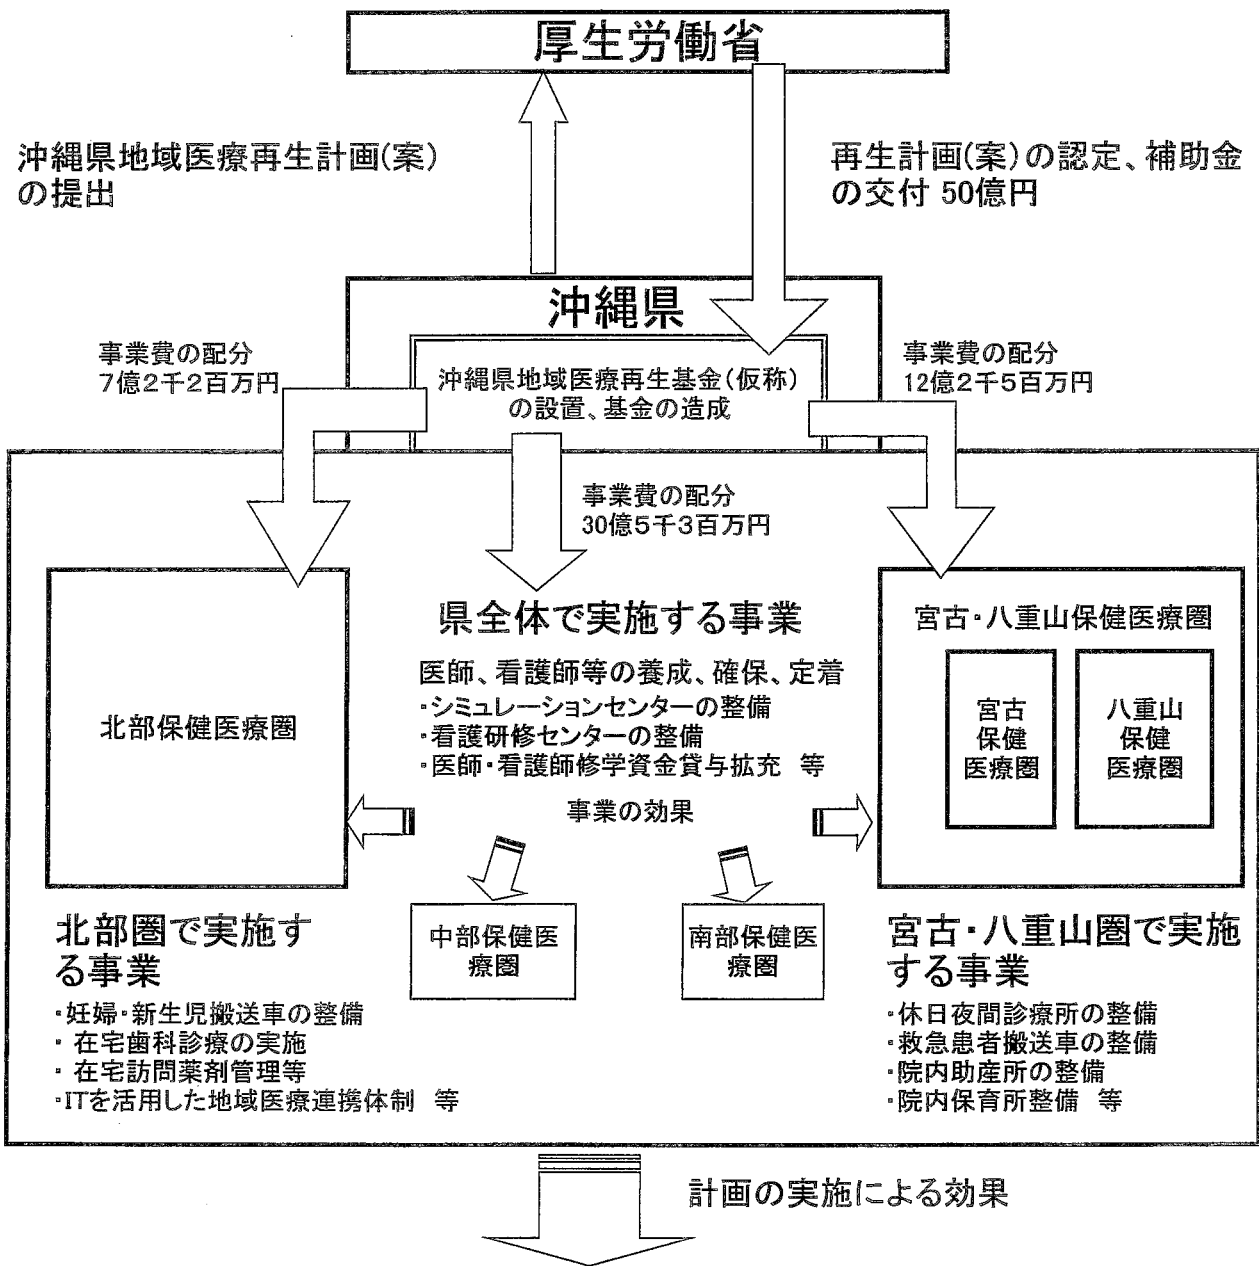 厚生労働省
沖縄県地域医療再生計画(案)
の提出
再生計画(案)の認定、補助金
の交付 50億円
沖縄県
事業費の配分
7億2千2百万円
沖縄県地域医療再生基金(仮称)
の設置、基金の造成
事業費の配分
12億2千5百万円
事業費の配分
30億5千3百万円
県全体で実施する事業
医師、看護師等の養成、確保、定着
・シミュレーションセンターの整備
・看護研修センターの整備
・医師・看護師修学資金貸与拡充 等
事業の効果
北部保健医療圏
宮古・八重山保健医療圏
宮古
保健
医療圏
八重山
保健
医療圏
中部保健医
療圏
南部保健医
療圏
北部圏で実施す
る事業
・妊婦・新生児搬送車の整備
・在宅歯科診療の実施
・在宅訪問薬剤管理等
・ITを活用した地域医療連携体制 等
宮古・八重山圏で実施
する事業
・休日夜間診療所の整備
・救急患者搬送車の整備
・院内助産所の整備
・院内保育所整備 等
計画の実施による効果